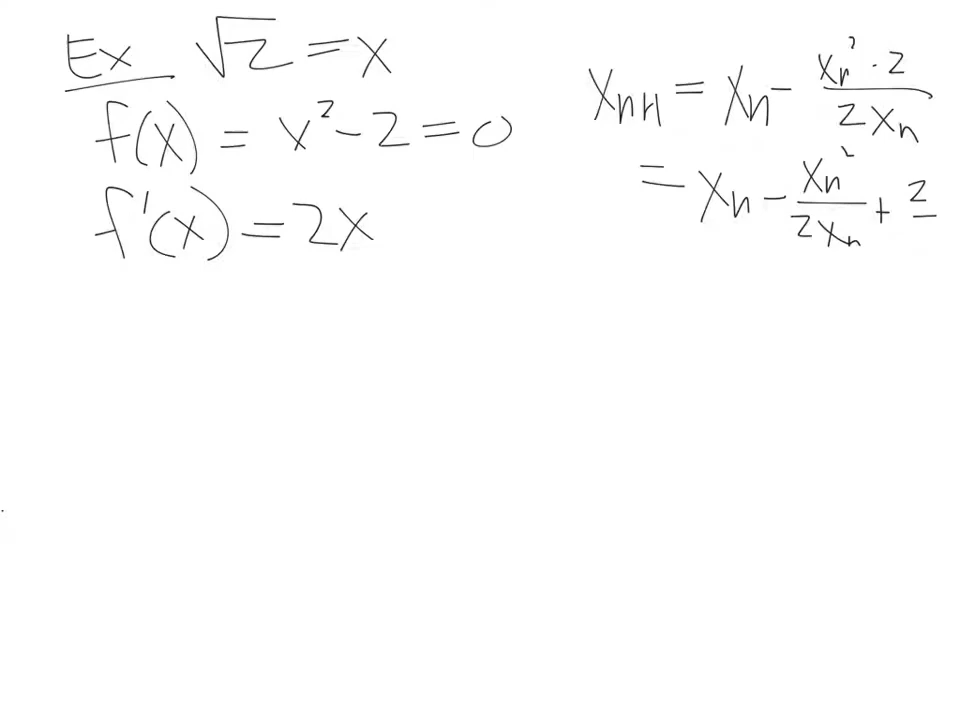 Ex √2 = x
f(x) = x² - 2 = 0
f'(x) = 2x
xₙ₊₁ = xₙ - (xₙ² - 2)/(2xₙ)
= xₙ - xₙ²/(2xₙ) + 2/